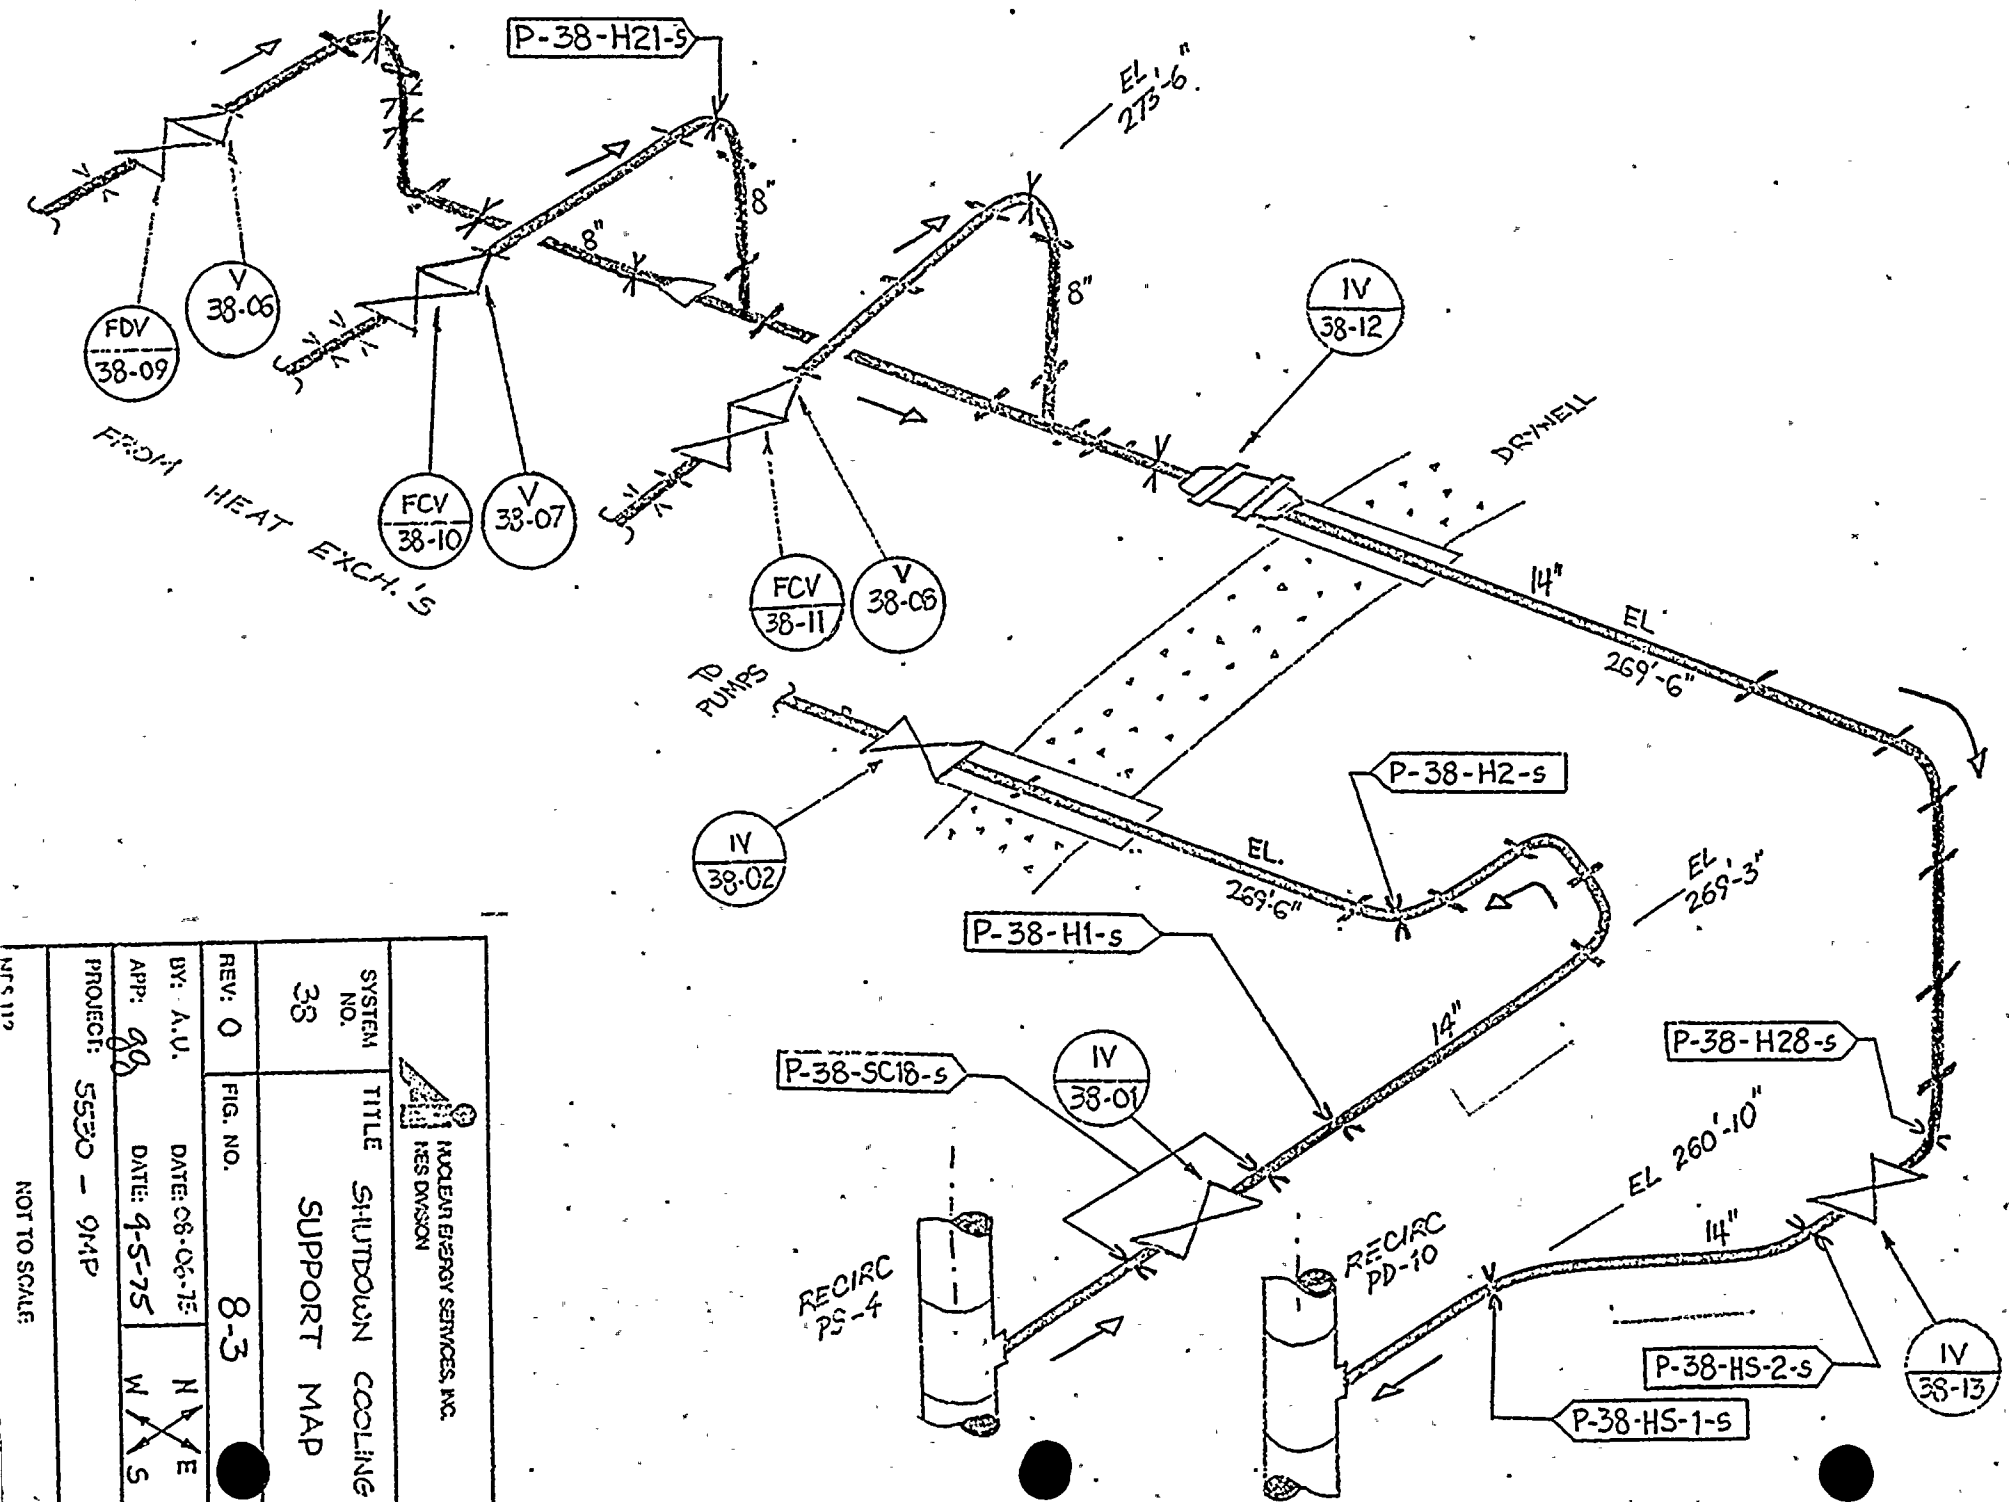 P-38-H21-S
EL.
273'-6"
8"
8"
8"
V
38-06
FDV
38-09
IV
38-12
FROM HEAT EXCH.'S
FCV
38-10
V
38-07
DRYWELL
FCV
38-11
V
38-08
14"
EL
269'-6"
TO
PUMPS
P-38-H2-S
IV
38-02
EL.
269'6"
EL.
269'-3"
P-38-H1-S
14"
P-38-H28-S
P-38-SC18-S
IV
38-01
EL 260'-10"
14"
RECIRC
PS-4
RECIRC
PD-10
P-38-HS-2-S
IV
38-13
P-38-HS-1-S
NUCLEAR ENERGY SERVICES, INC.
NES DIVISION
SYSTEM
NO.
38
TITLE SHUTDOWN COOLING
SUPPORT MAP
REV: 0
FIG. NO. 8-3
BY: A.V. DATE: 08-06-75
APP: gg DATE: 9-5-75
N
E
W
S
PROJECT: 5550 - 9MP
NOT TO SCALE